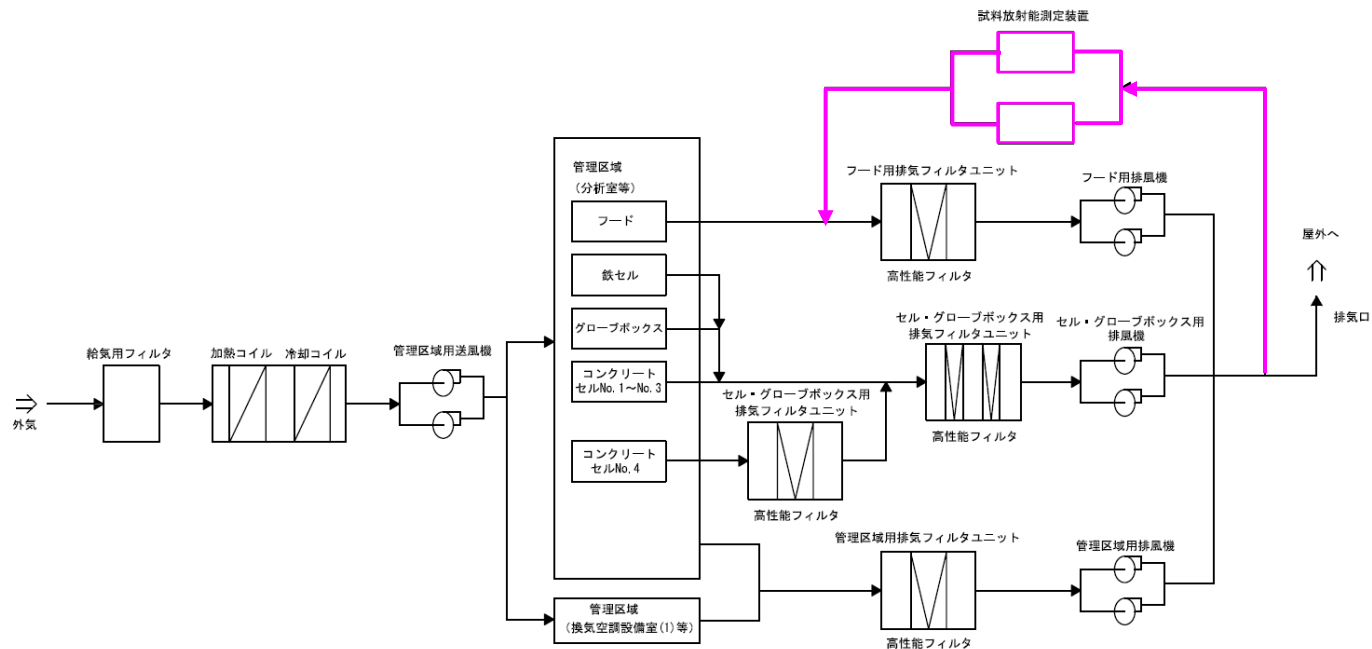 試料放射能測定装置
管理区域
(分析室等)
フード
鉄セル
グローブボックス
コンクリート
セルNo.1～No.3
コンクリート
セルNo.4
管理区域
(換気空調設備室(1)等)
外気
給気用フィルタ
加熱コイル
冷却コイル
管理区域用送風機
フード用排気フィルタユニット
高性能フィルタ
フード用排風機
セル・グローブボックス用
排気フィルタユニット
高性能フィルタ
セル・グローブボックス用
排気フィルタユニット
高性能フィルタ
セル・グローブボックス用
排風機
管理区域用排気フィルタユニット
高性能フィルタ
管理区域用排風機
屋外へ
排気口